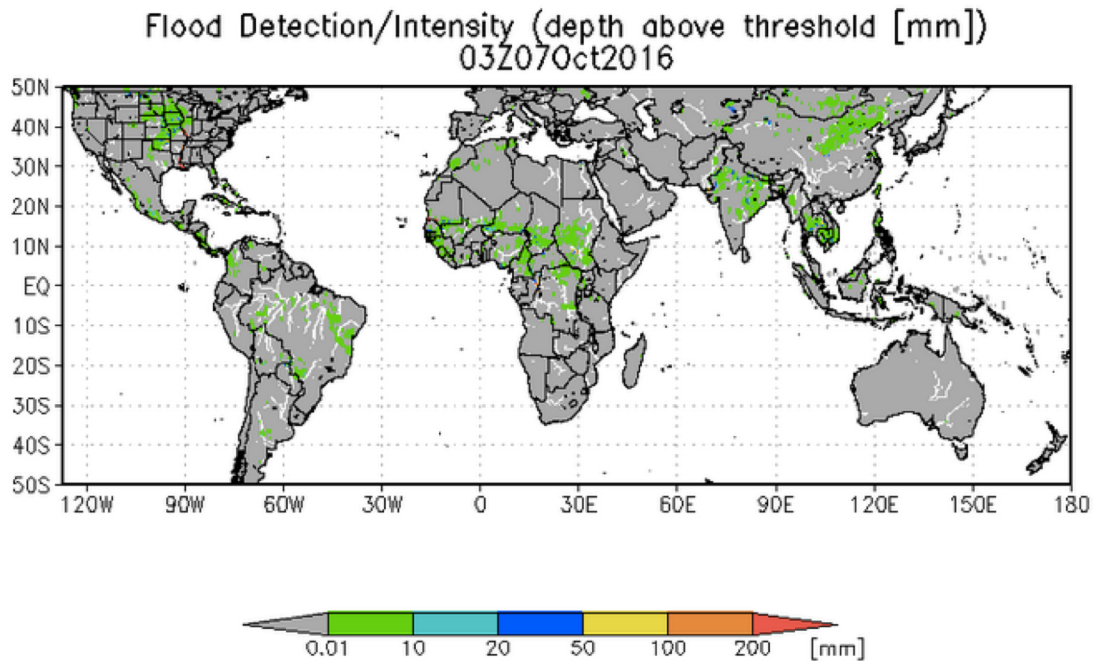 Flood Detection/Intensity (depth above threshold [mm])
03Z07Oct2016
50N
40N
30N
20N
10N
EQ
10S
20S
30S
40S
50S
120W 90W 60W 30W 0 30E 60E 90E 120E 150E 180
0.01 10 20 50 100 200 [mm]